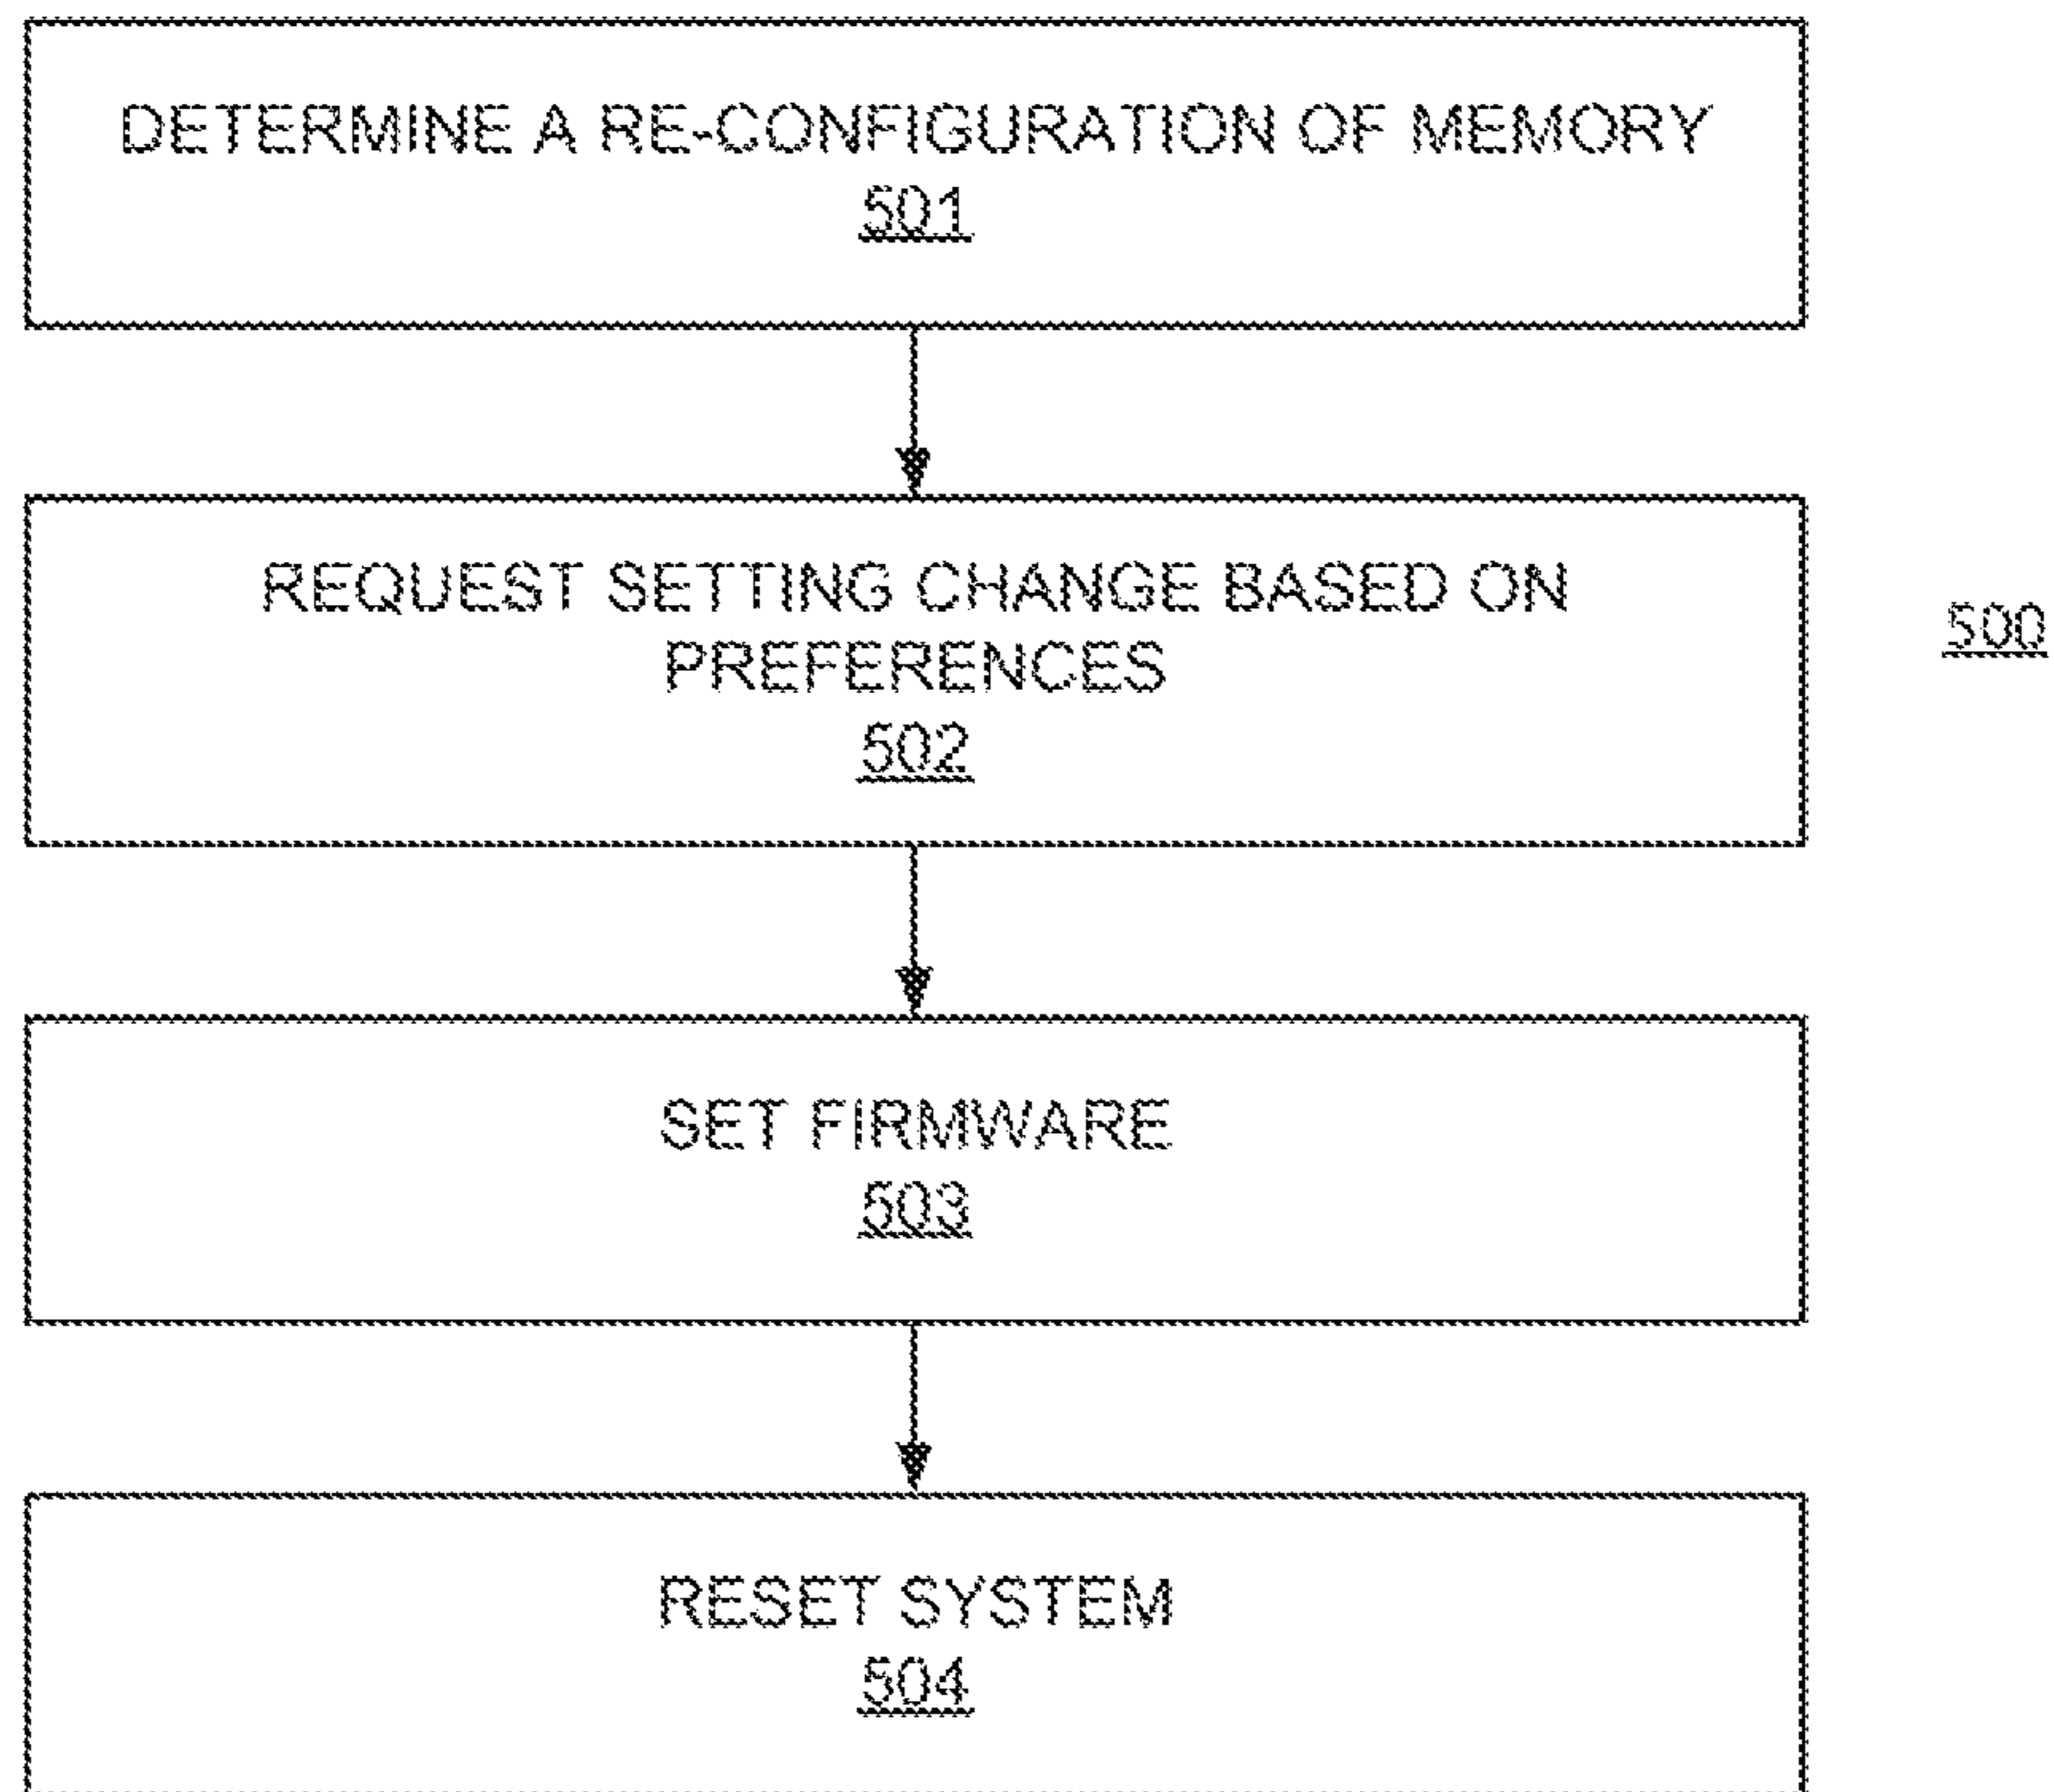 DETERMINE A RE-CONFIGURATION OF MEMORY
501
REQUEST SETTING CHANGE BASED ON
PREFERENCES
502
500
SET FIRMWARE
503
RESET SYSTEM
504